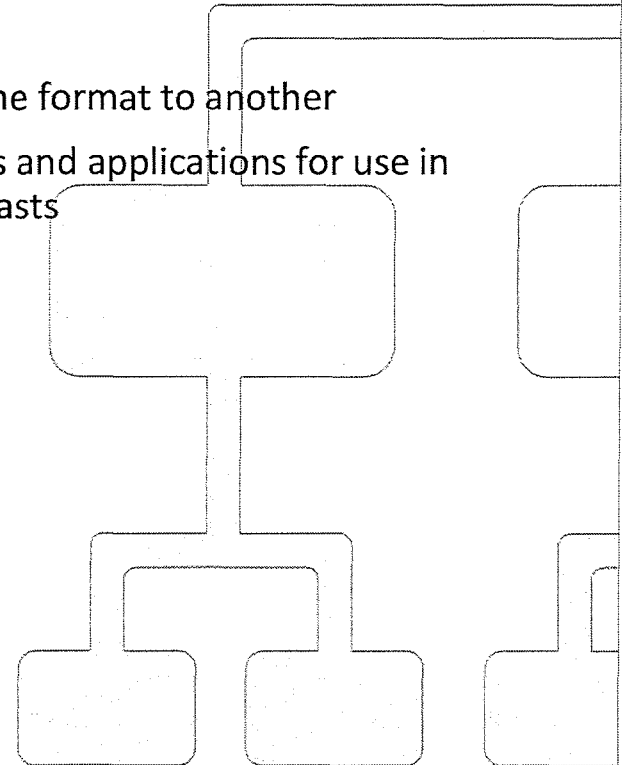 ne format to another
s and applications for use in
asts